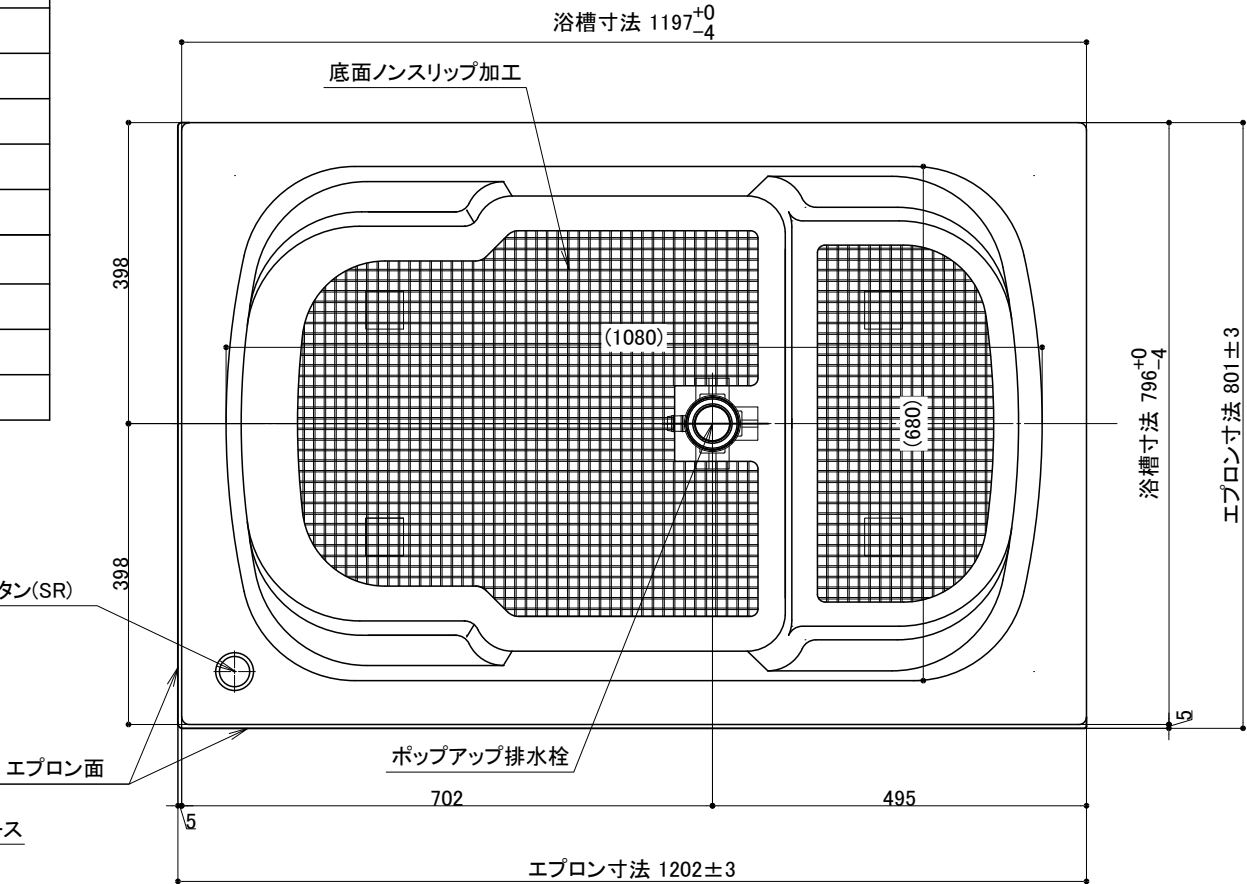 浴槽寸法 1197+0 -4
底面ノンスリップ加工
398
(1080)
(680)
浴槽寸法 796+0 -4
エプロン寸法 801±3
398
タン(SR)
5
ポップアップ排水栓
エプロン面
702
495
5
ース
エプロン寸法 1202±3